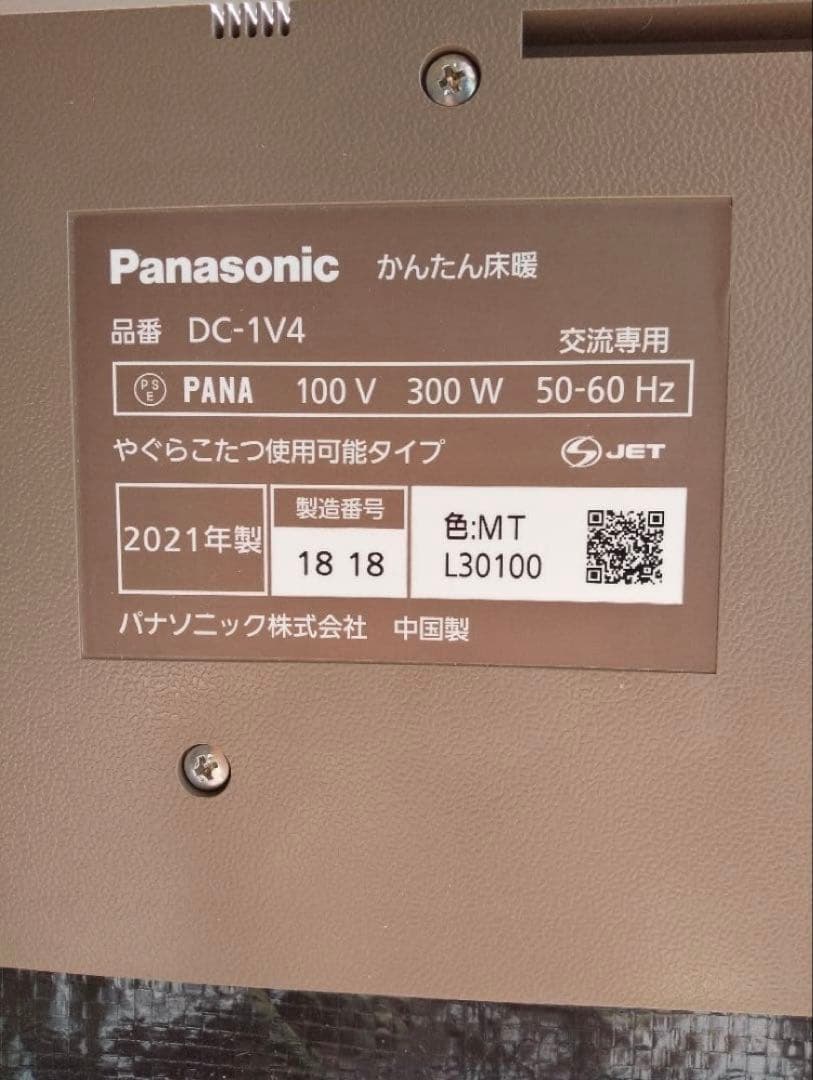 Panasonic かんたん床暖
品番 DC-1V4 交流専用
PSE PANA 100 V 300 W 50-60 Hz
やぐらこたつ使用可能タイプ JET
2021年製
製造番号
18 18
色:MT
L30100
パナソニック株式会社 中国製